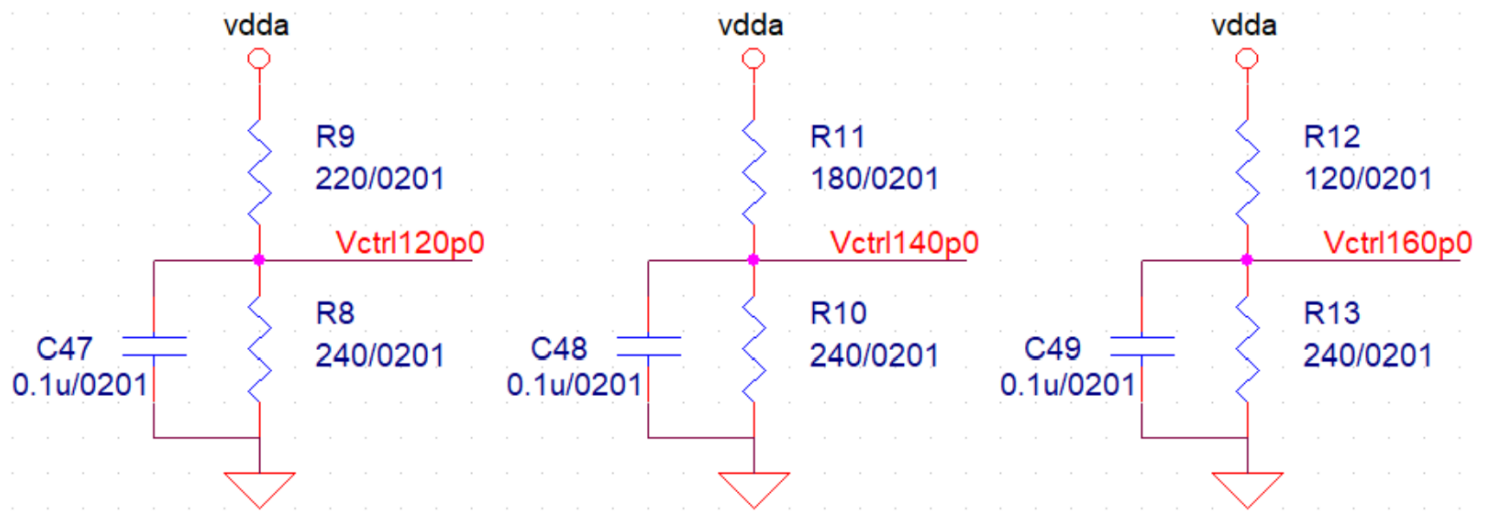 vdda
vdda
vdda
R9
220/0201
R11
180/0201
R12
120/0201
Vctrl120p0
Vctrl140p0
Vctrl160p0
R8
240/0201
R10
240/0201
R13
240/0201
C47
0.1u/0201
C48
0.1u/0201
C49
0.1u/0201